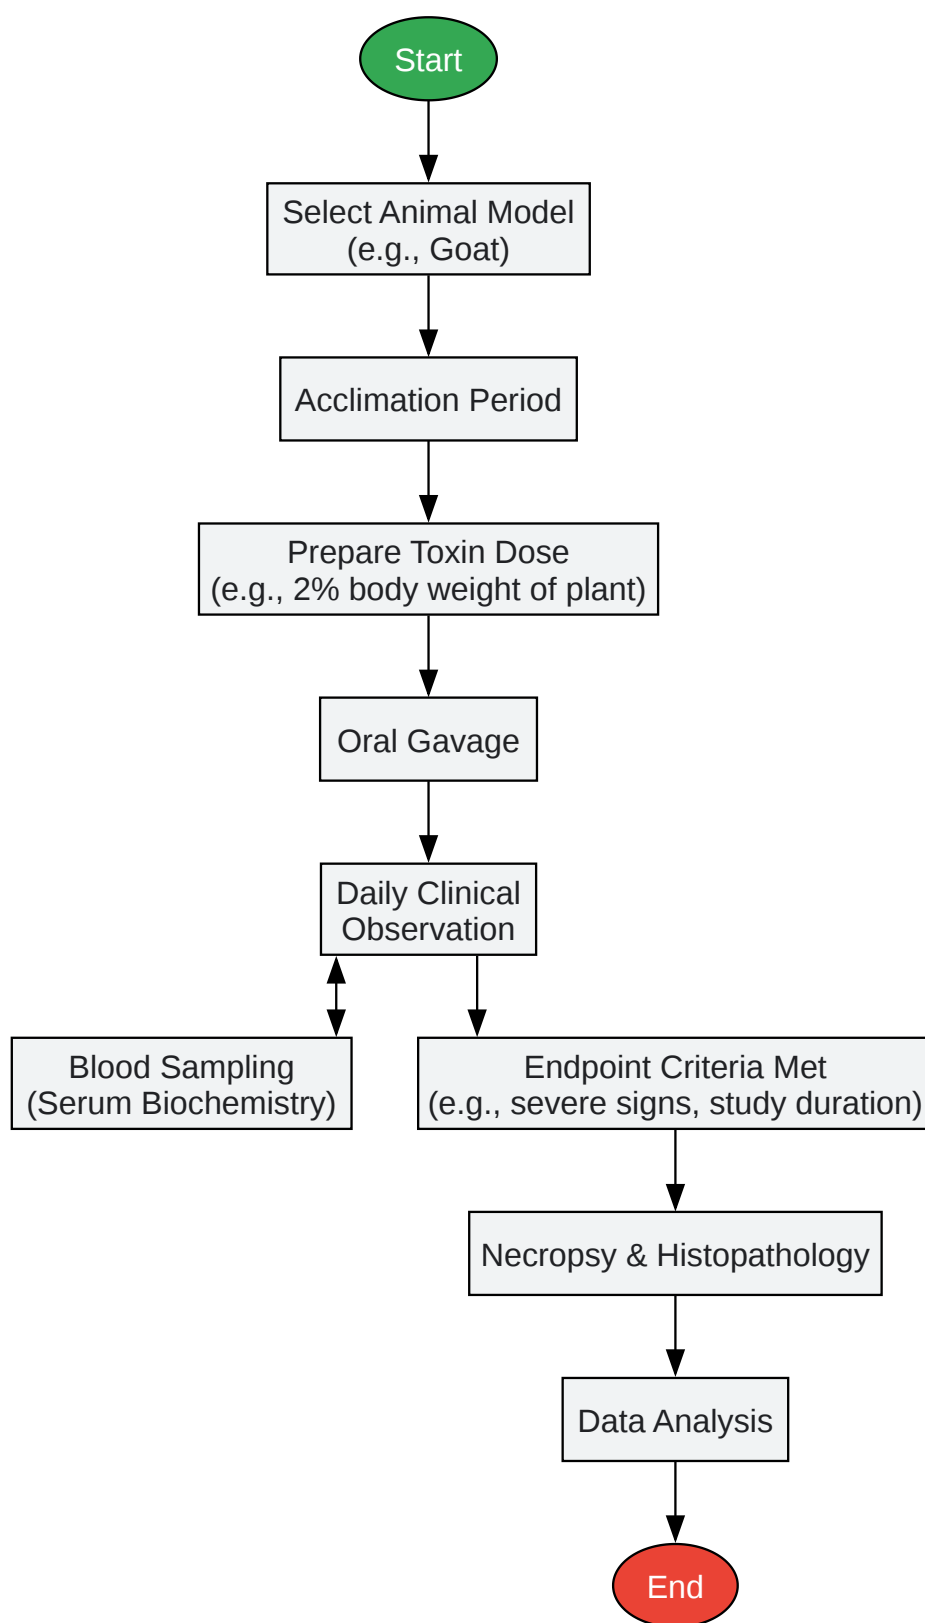 Start
Select Animal Model
(e.g., Goat)
Acclimation Period
Prepare Toxin Dose
(e.g., 2% body weight of plant)
Oral Gavage
Daily Clinical
Observation
Blood Sampling
(Serum Biochemistry)
Endpoint Criteria Met
(e.g., severe signs, study duration)
Necropsy & Histopathology
Data Analysis
End